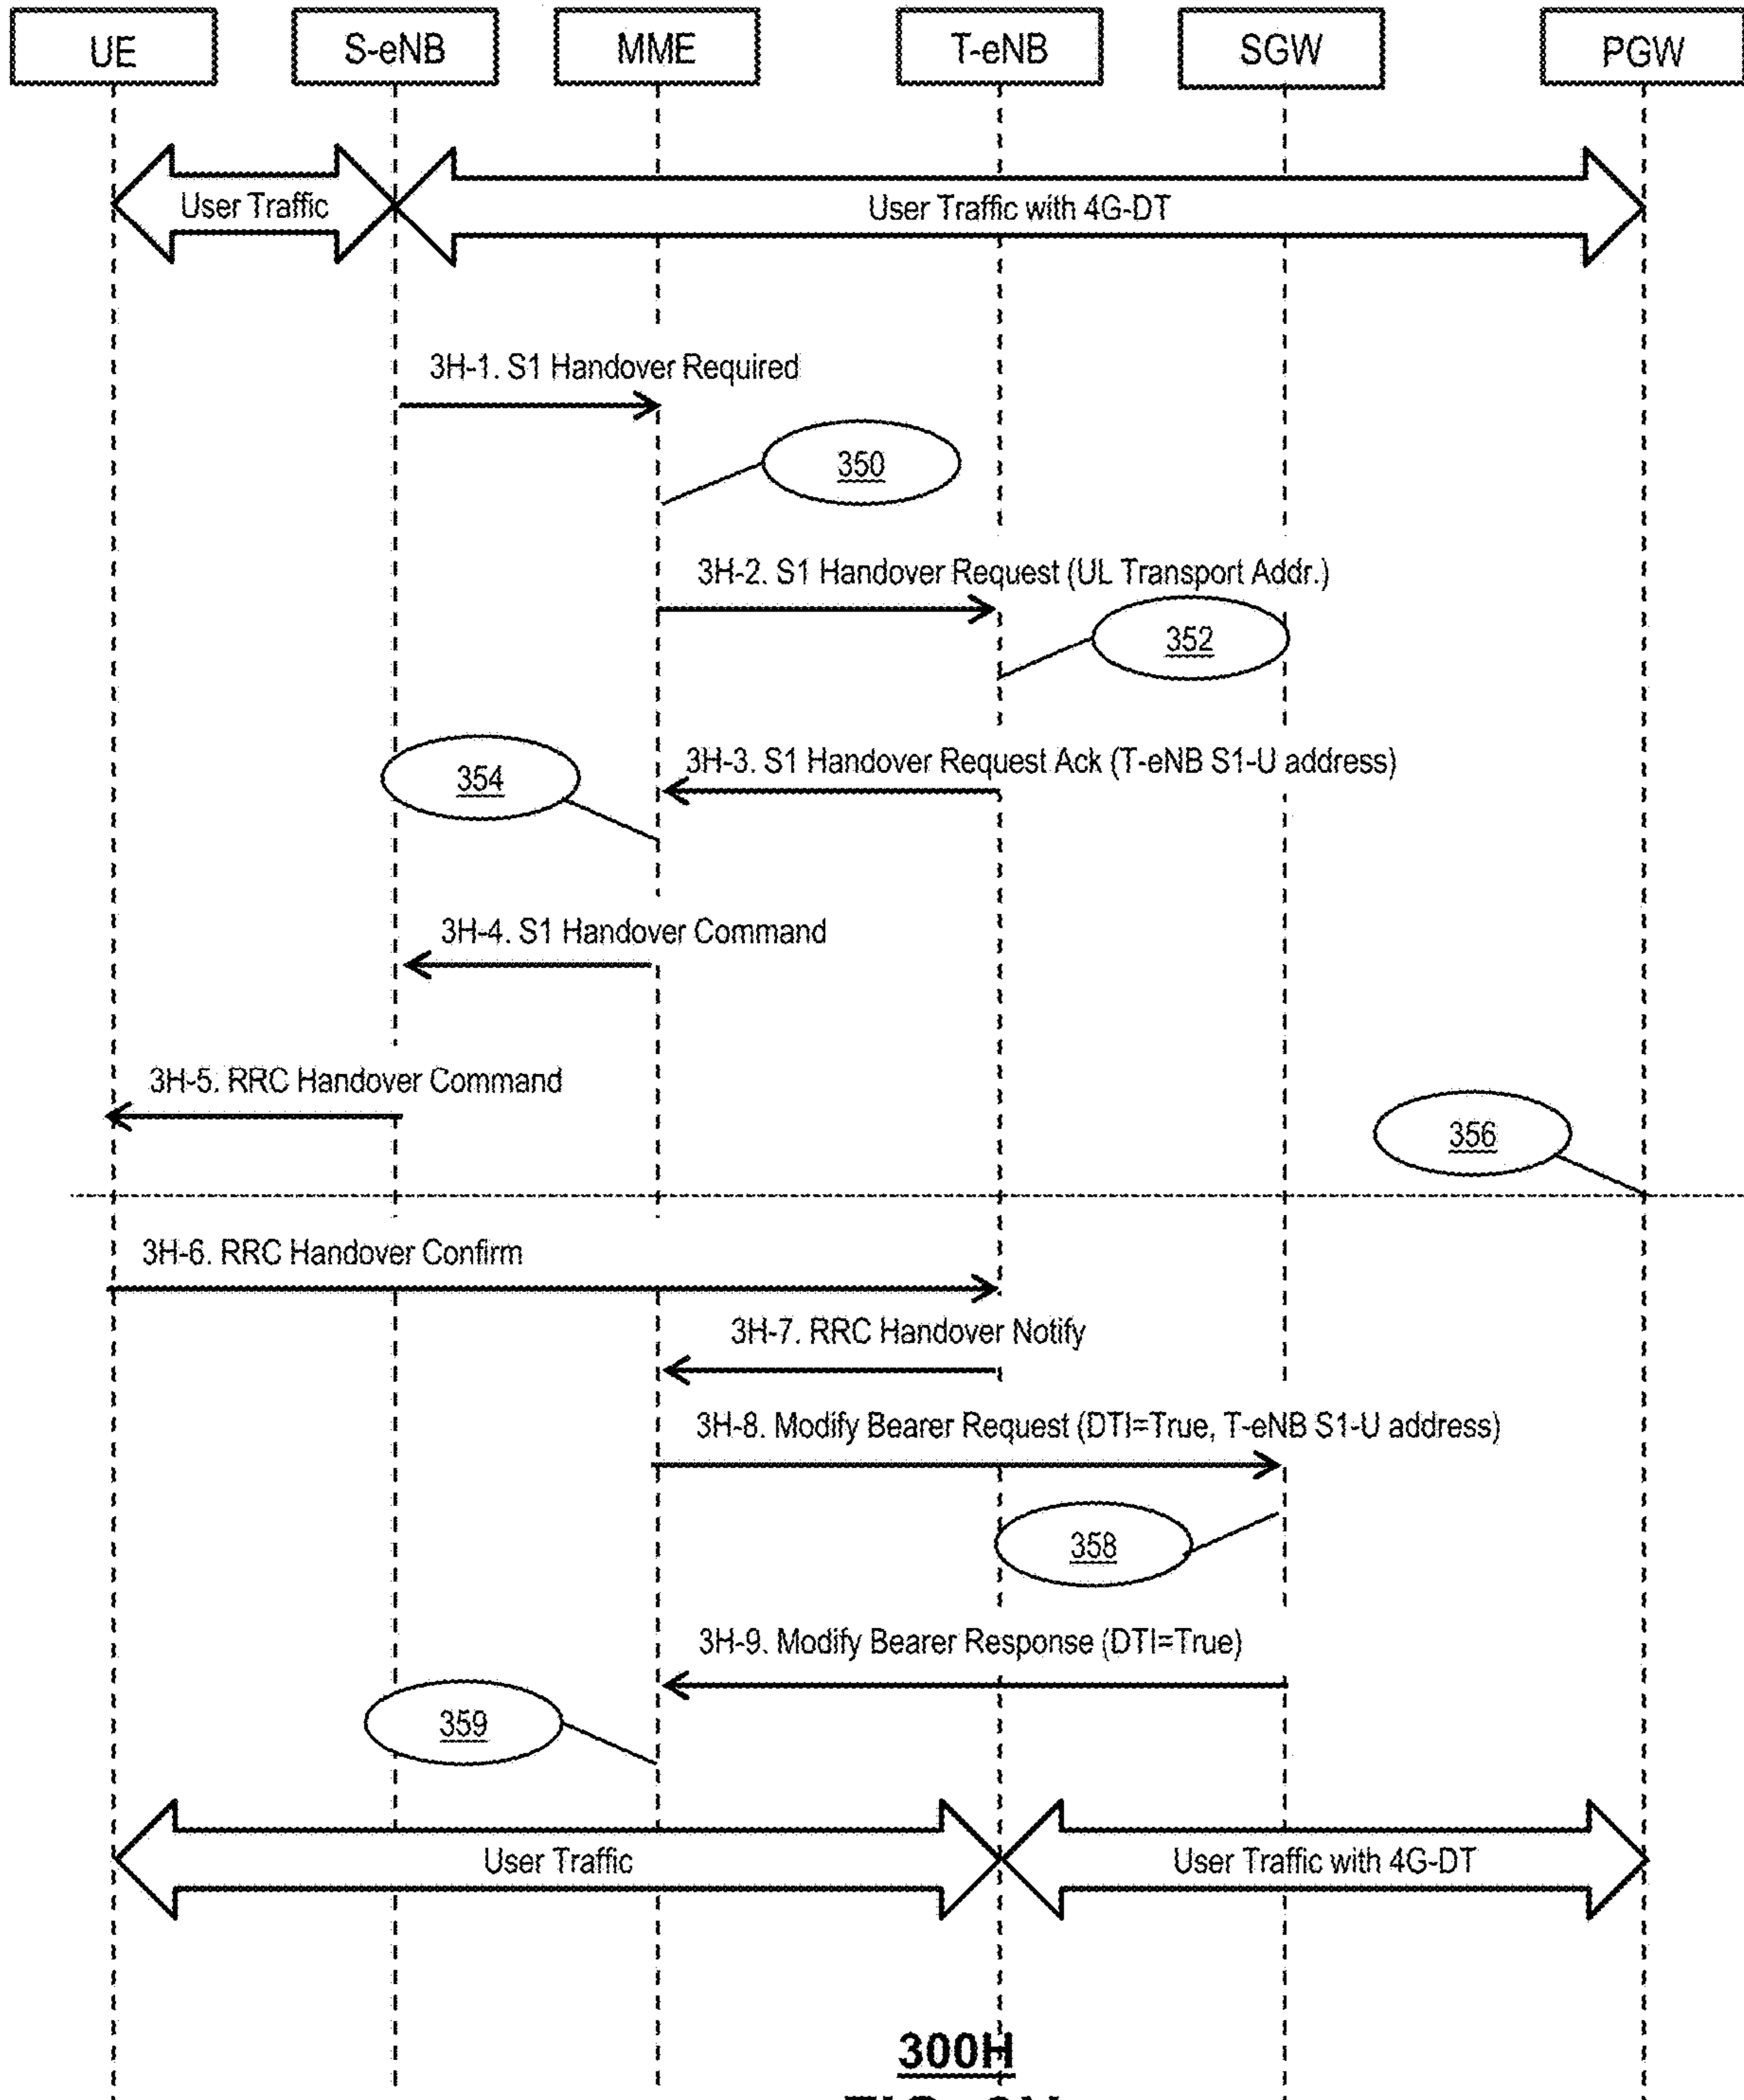 UE S-eNB MME T-eNB SGW PGW
User Traffic User Traffic with 4G-DT
3H-1. S1 Handover Required
350
3H-2. S1 Handover Request (UL Transport Addr.)
352
3H-3. S1 Handover Request Ack (T-eNB S1-U address)
354
3H-4. S1 Handover Command
3H-5. RRC Handover Command
356
3H-6. RRC Handover Confirm
3H-7. RRC Handover Notify
3H-8. Modify Bearer Request (DTI=True, T-eNB S1-U address)
358
3H-9. Modify Bearer Response (DTI=True)
359
User Traffic User Traffic with 4G-DT
300H